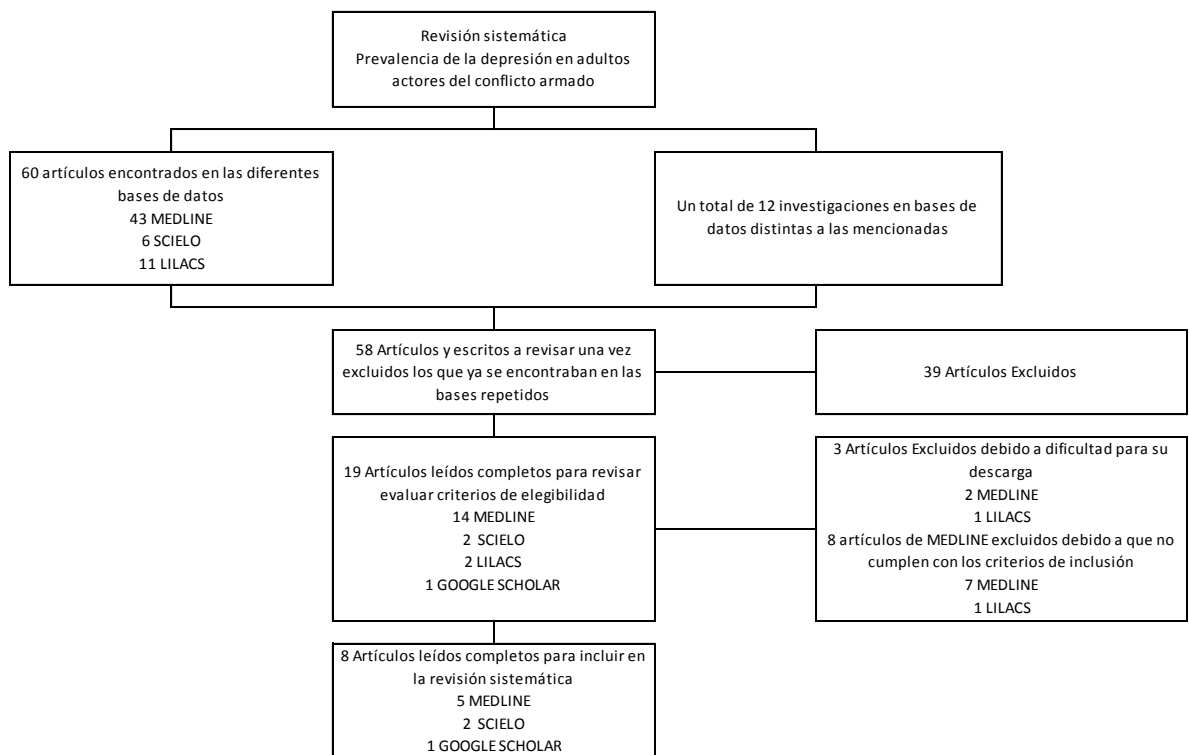 Revisión sistemática
Prevalencia de la depresión en adultos
actores del conflicto armado
60 artículos encontrados en las diferentes
bases de datos
43 MEDLINE
6 SCIELO
11 LILACS
Un total de 12 investigaciones en bases de
datos distintas a las mencionadas
58 Artículos y escritos a revisar una vez
excluidos los que ya se encontraban en las
bases repetidos
39 Artículos Excluidos
19 Artículos leídos completos para revisar
evaluar criterios de elegibilidad
14 MEDLINE
2 SCIELO
2 LILACS
1 GOOGLE SCHOLAR
3 Artículos Excluidos debido a dificultad para su
descarga
2 MEDLINE
1 LILACS
8 artículos de MEDLINE excluidos debido a que no
cumplen con los criterios de inclusión
7 MEDLINE
1 LILACS
8 Artículos leídos completos para incluir en
la revisión sistemática
5 MEDLINE
2 SCIELO
1 GOOGLE SCHOLAR